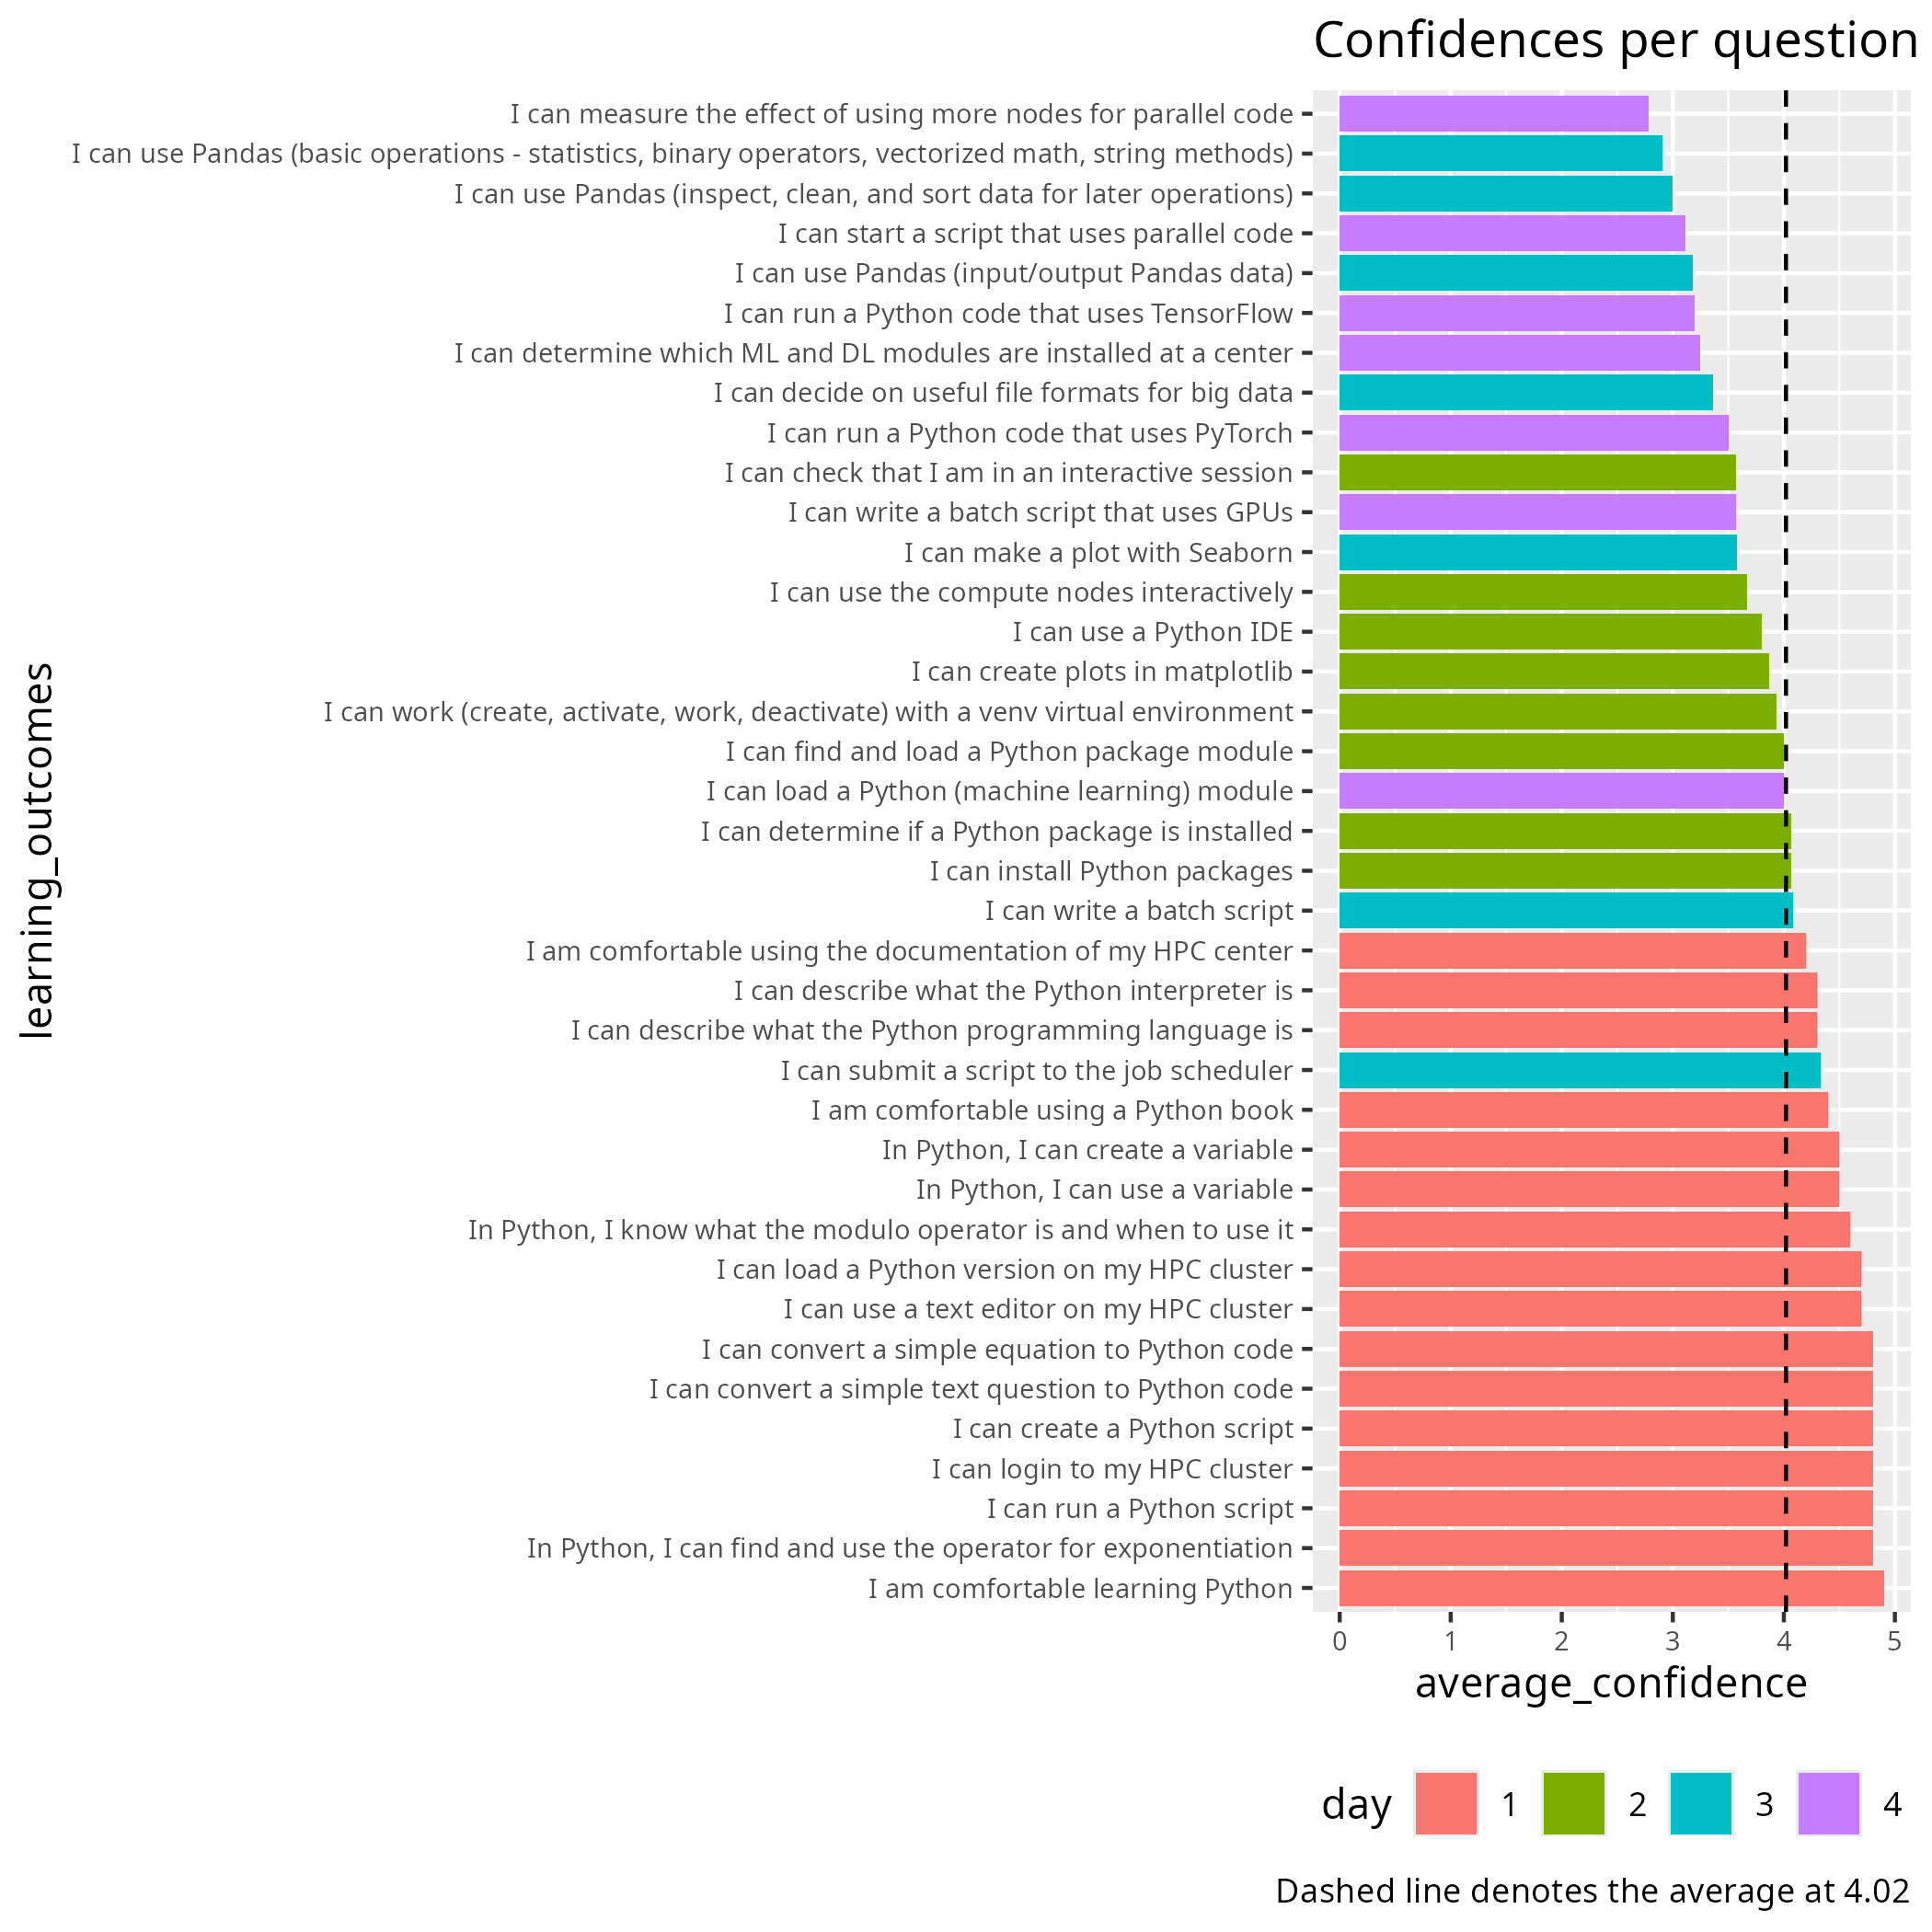 Confidences per question
I can measure the effect of using more nodes for parallel code
I can use Pandas (basic operations - statistics, binary operators, vectorized math, string methods)
I can use Pandas (inspect, clean, and sort data for later operations)
I can start a script that uses parallel code
I can use Pandas (input/output Pandas data)
I can run a Python code that uses TensorFlow
I can determine which ML and DL modules are installed at a center
I can decide on useful file formats for big data
I can run a Python code that uses PyTorch
I can check that I am in an interactive session
I can write a batch script that uses GPUs
I can make a plot with Seaborn
I can use the compute nodes interactively
I can use a Python IDE
I can create plots in matplotlib
I can work (create, activate, work, deactivate) with a venv virtual environment
I can find and load a Python package module
I can load a Python (machine learning) module
I can determine if a Python package is installed
I can install Python packages
I can write a batch script
I am comfortable using the documentation of my HPC center
I can describe what the Python interpreter is
I can describe what the Python programming language is
I can submit a script to the job scheduler
I am comfortable using a Python book
In Python, I can create a variable
In Python, I can use a variable
In Python, I know what the modulo operator is and when to use it
I can load a Python version on my HPC cluster
I can use a text editor on my HPC cluster
I can convert a simple equation to Python code
I can convert a simple text question to Python code
I can create a Python script
I can login to my HPC cluster
I can run a Python script
In Python, I can find and use the operator for exponentiation
I am comfortable learning Python
learning_outcomes
0 1 2 3 4 5
average_confidence
day 1 2 3 4
Dashed line denotes the average at 4.02